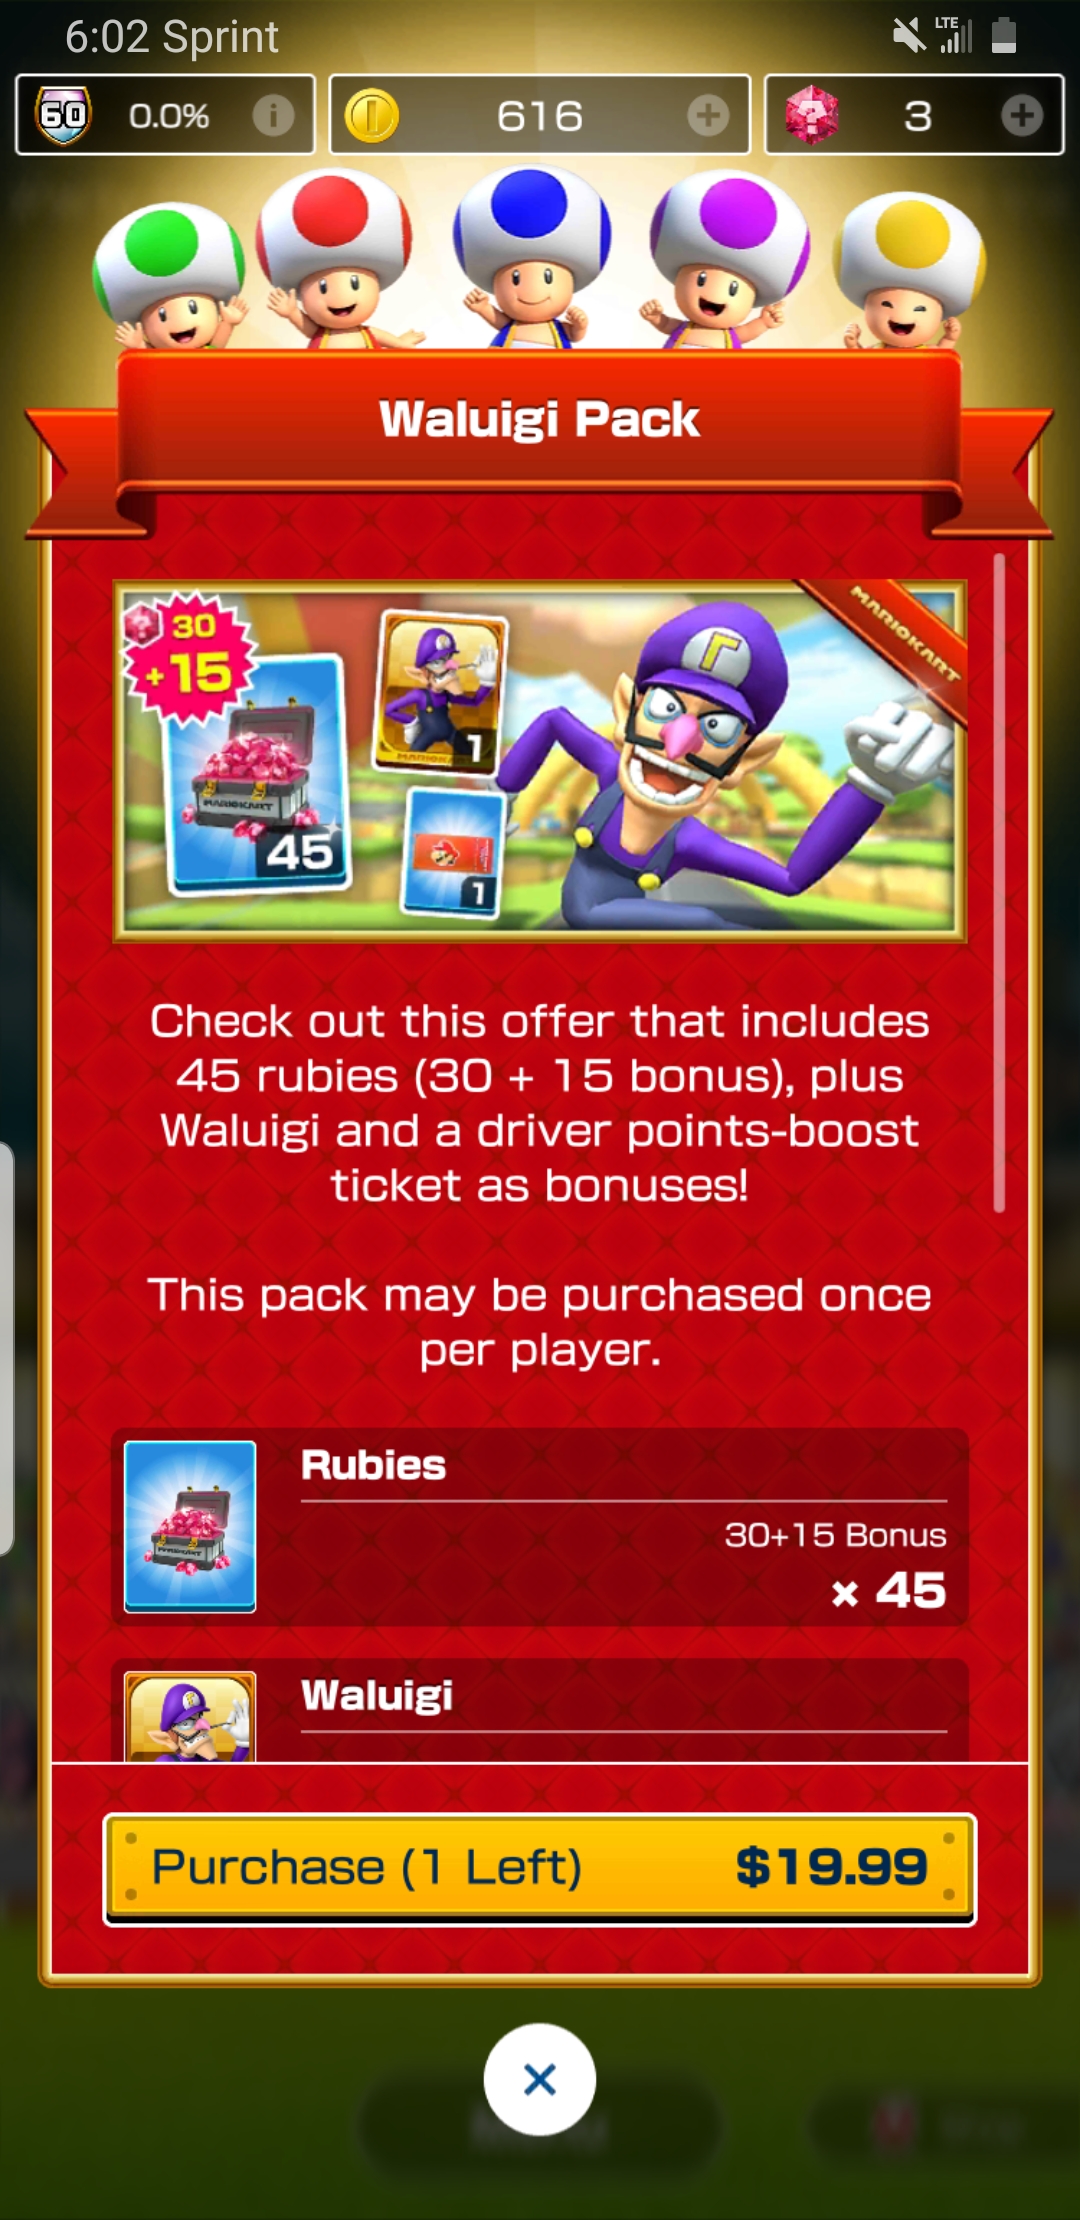 6:02 Sprint
LTE
60 0.0% i 616 + 3 +
Waluigi Pack
30
+15
MARIOKART
1
MARIOKART
45
1
Check out this offer that includes
45 rubies (30 + 15 bonus), plus
Waluigi and a driver points-boost
ticket as bonuses!
This pack may be purchased once
per player.
Rubies
30+15 Bonus
× 45
Waluigi
Purchase (1 Left) $19.99